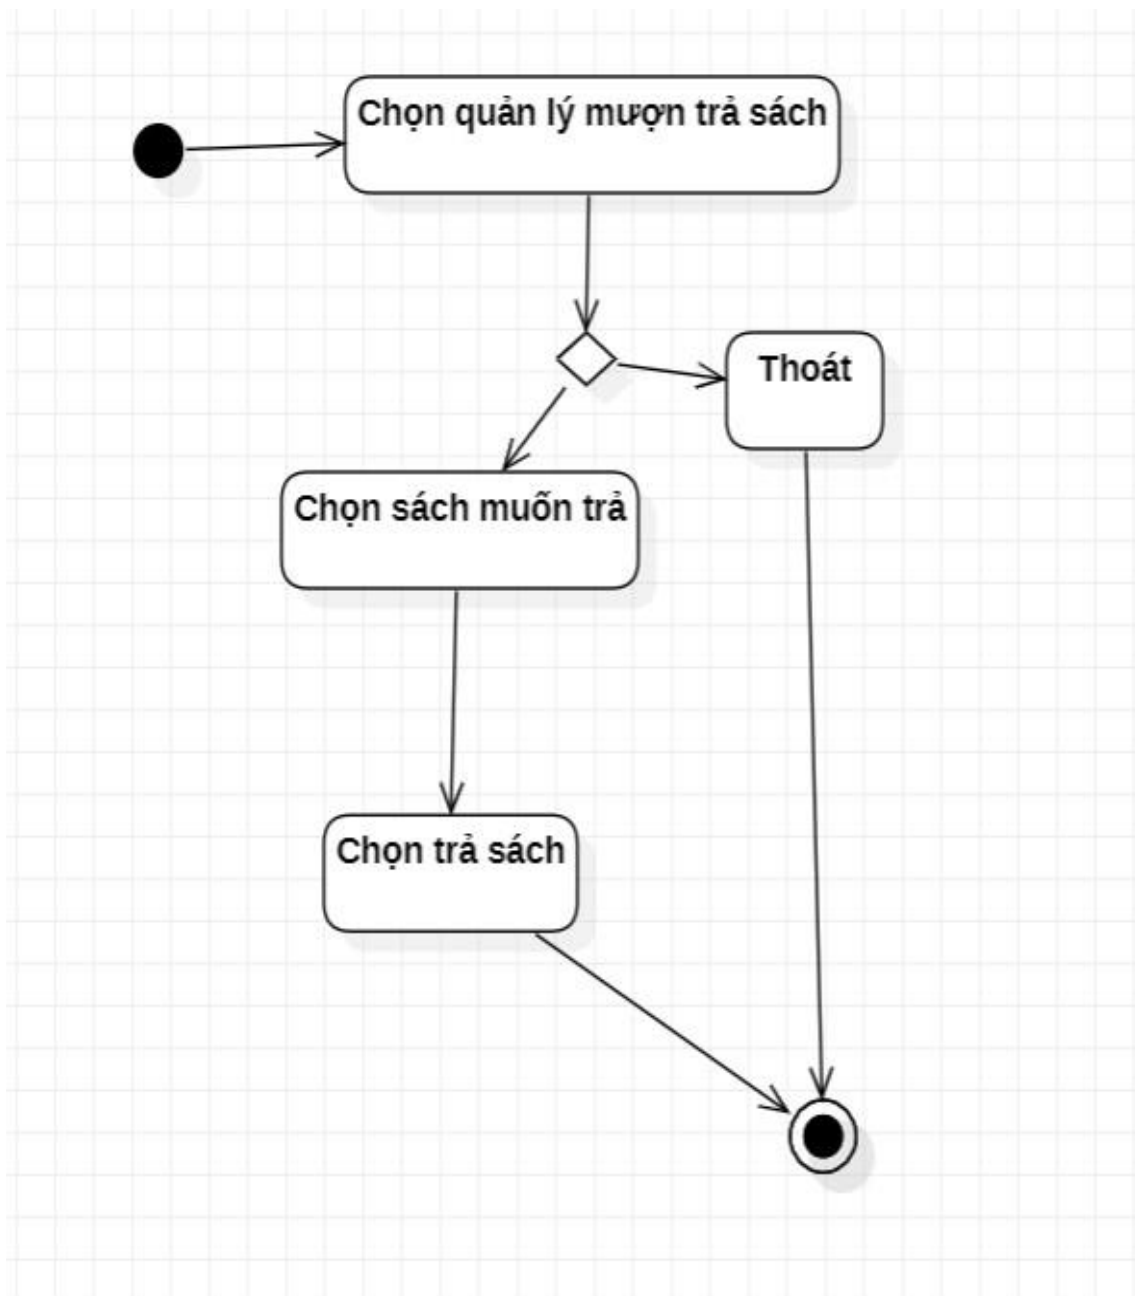 Chọn quản lý mượn trả sách
Thoát
Chọn sách muốn trả
Chọn trả sách